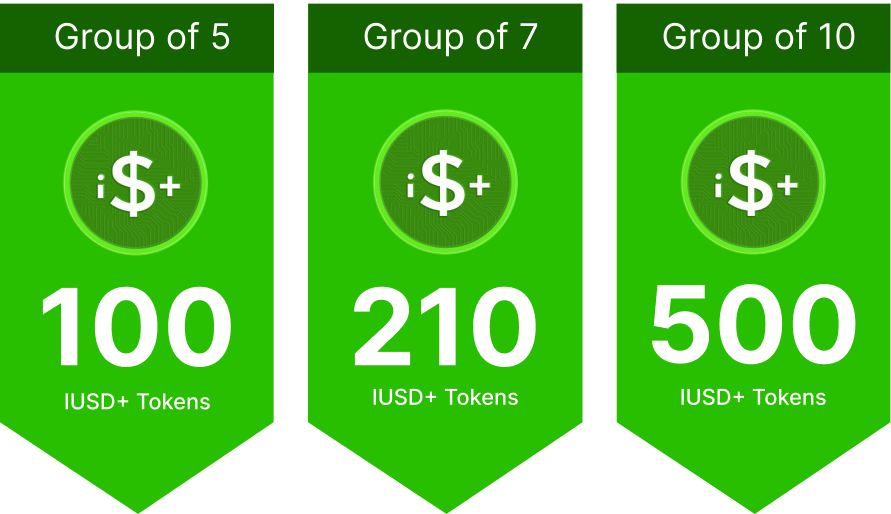 Group of 5
i$+
100
IUSD+ Tokens
Group of 7
i$+
210
IUSD+ Tokens
Group of 10
i$+
500
IUSD+ Tokens